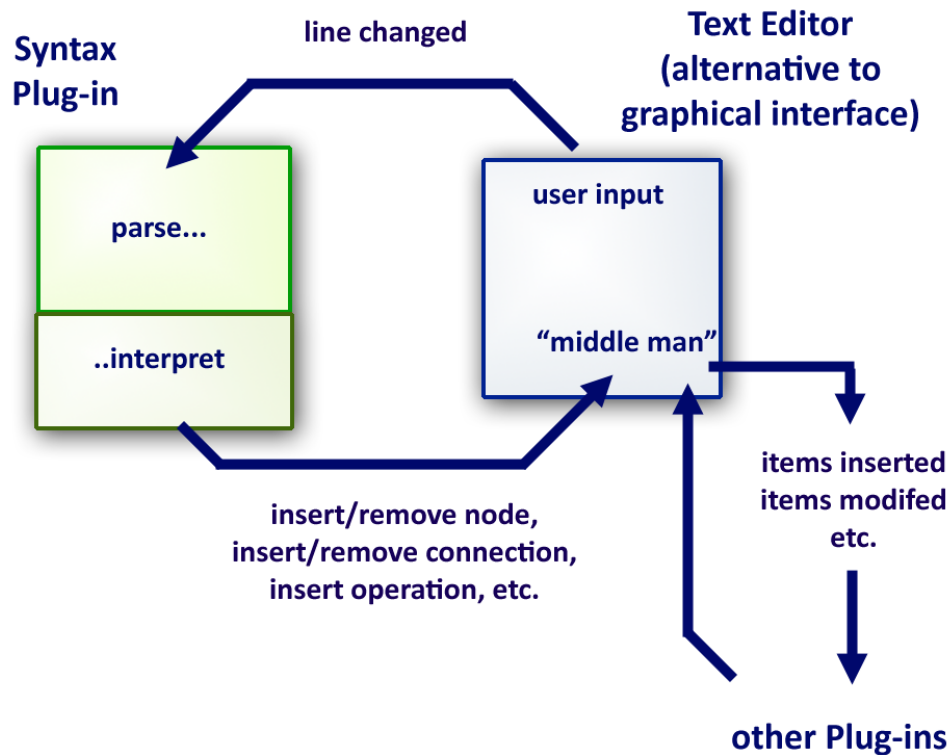 Syntax
Plug-in
line changed
Text Editor
(alternative to
graphical interface)
parse...
..interpret
user input
“middle man”
insert/remove node,
insert/remove connection,
insert operation, etc.
items inserted
items modifed
etc.
other Plug-ins